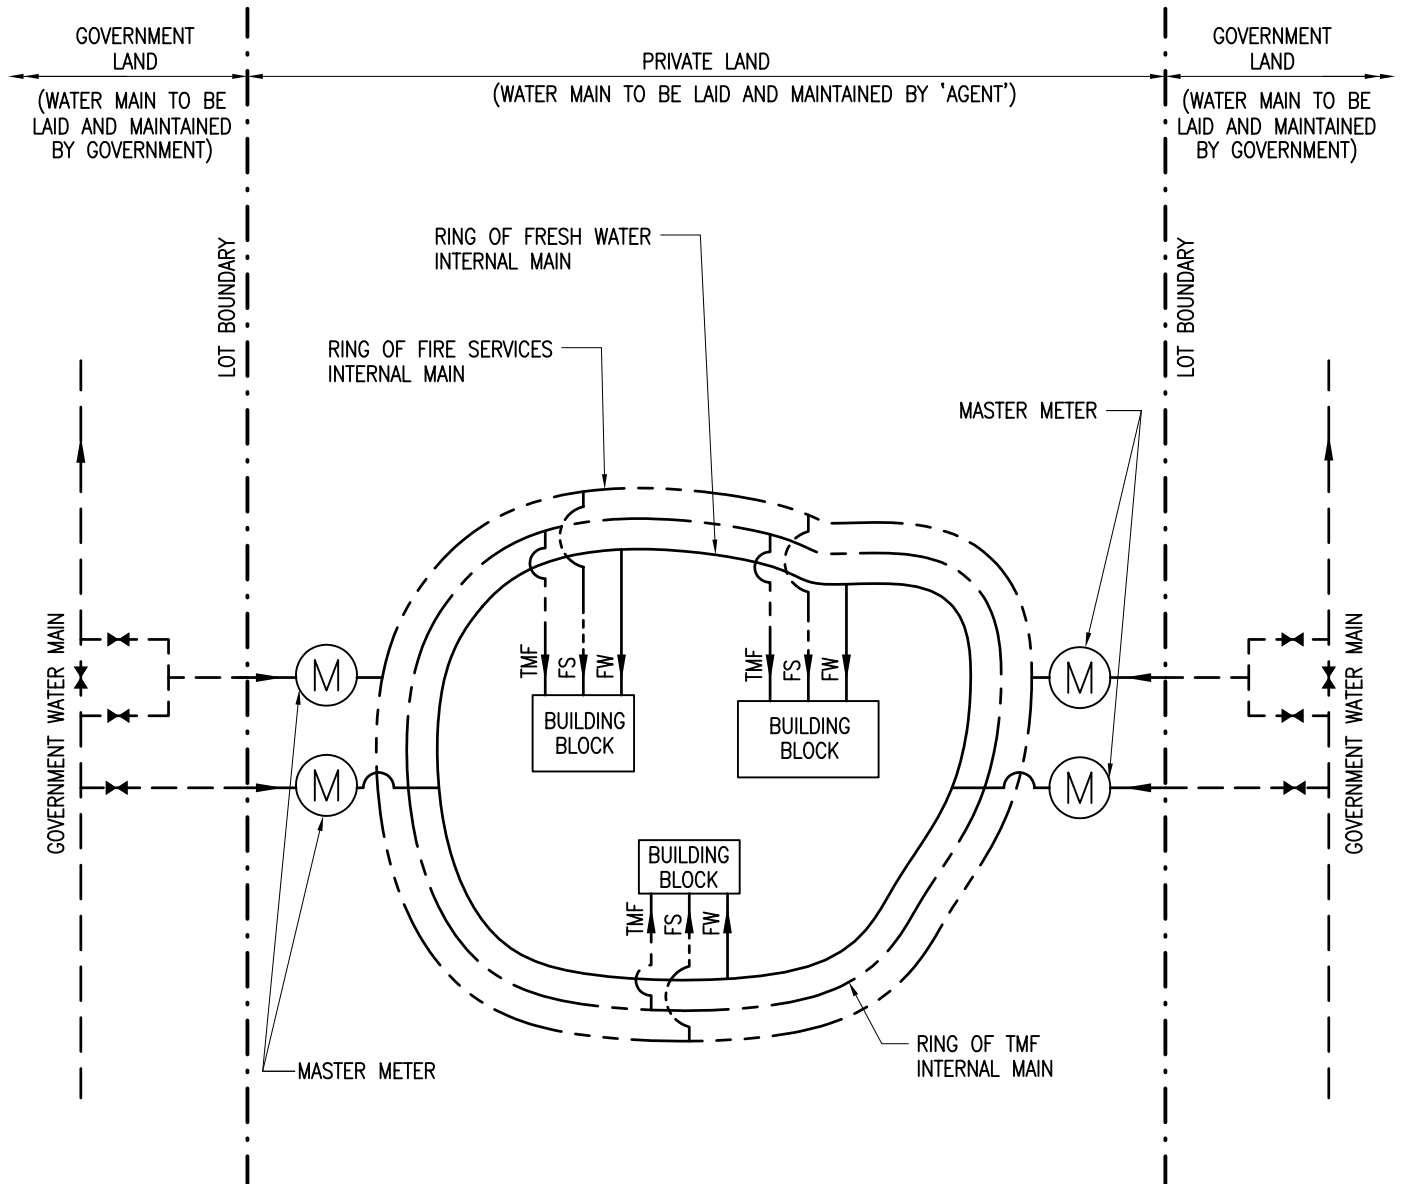 GOVERNMENT
LAND
(WATER MAIN TO BE
LAID AND MAINTAINED
BY GOVERNMENT)
PRIVATE LAND
(WATER MAIN TO BE LAID AND MAINTAINED BY 'AGENT')
GOVERNMENT
LAND
(WATER MAIN TO BE
LAID AND MAINTAINED
BY GOVERNMENT)
LOT BOUNDARY
LOT BOUNDARY
RING OF FRESH WATER
INTERNAL MAIN
RING OF FIRE SERVICES
INTERNAL MAIN
MASTER METER
GOVERNMENT WATER MAIN
GOVERNMENT WATER MAIN
M
M
M
M
TMF
FS
FW
BUILDING
BLOCK
TMF
FS
FW
BUILDING
BLOCK
BUILDING
BLOCK
TMF
FS
FW
RING OF TMF
INTERNAL MAIN
MASTER METER